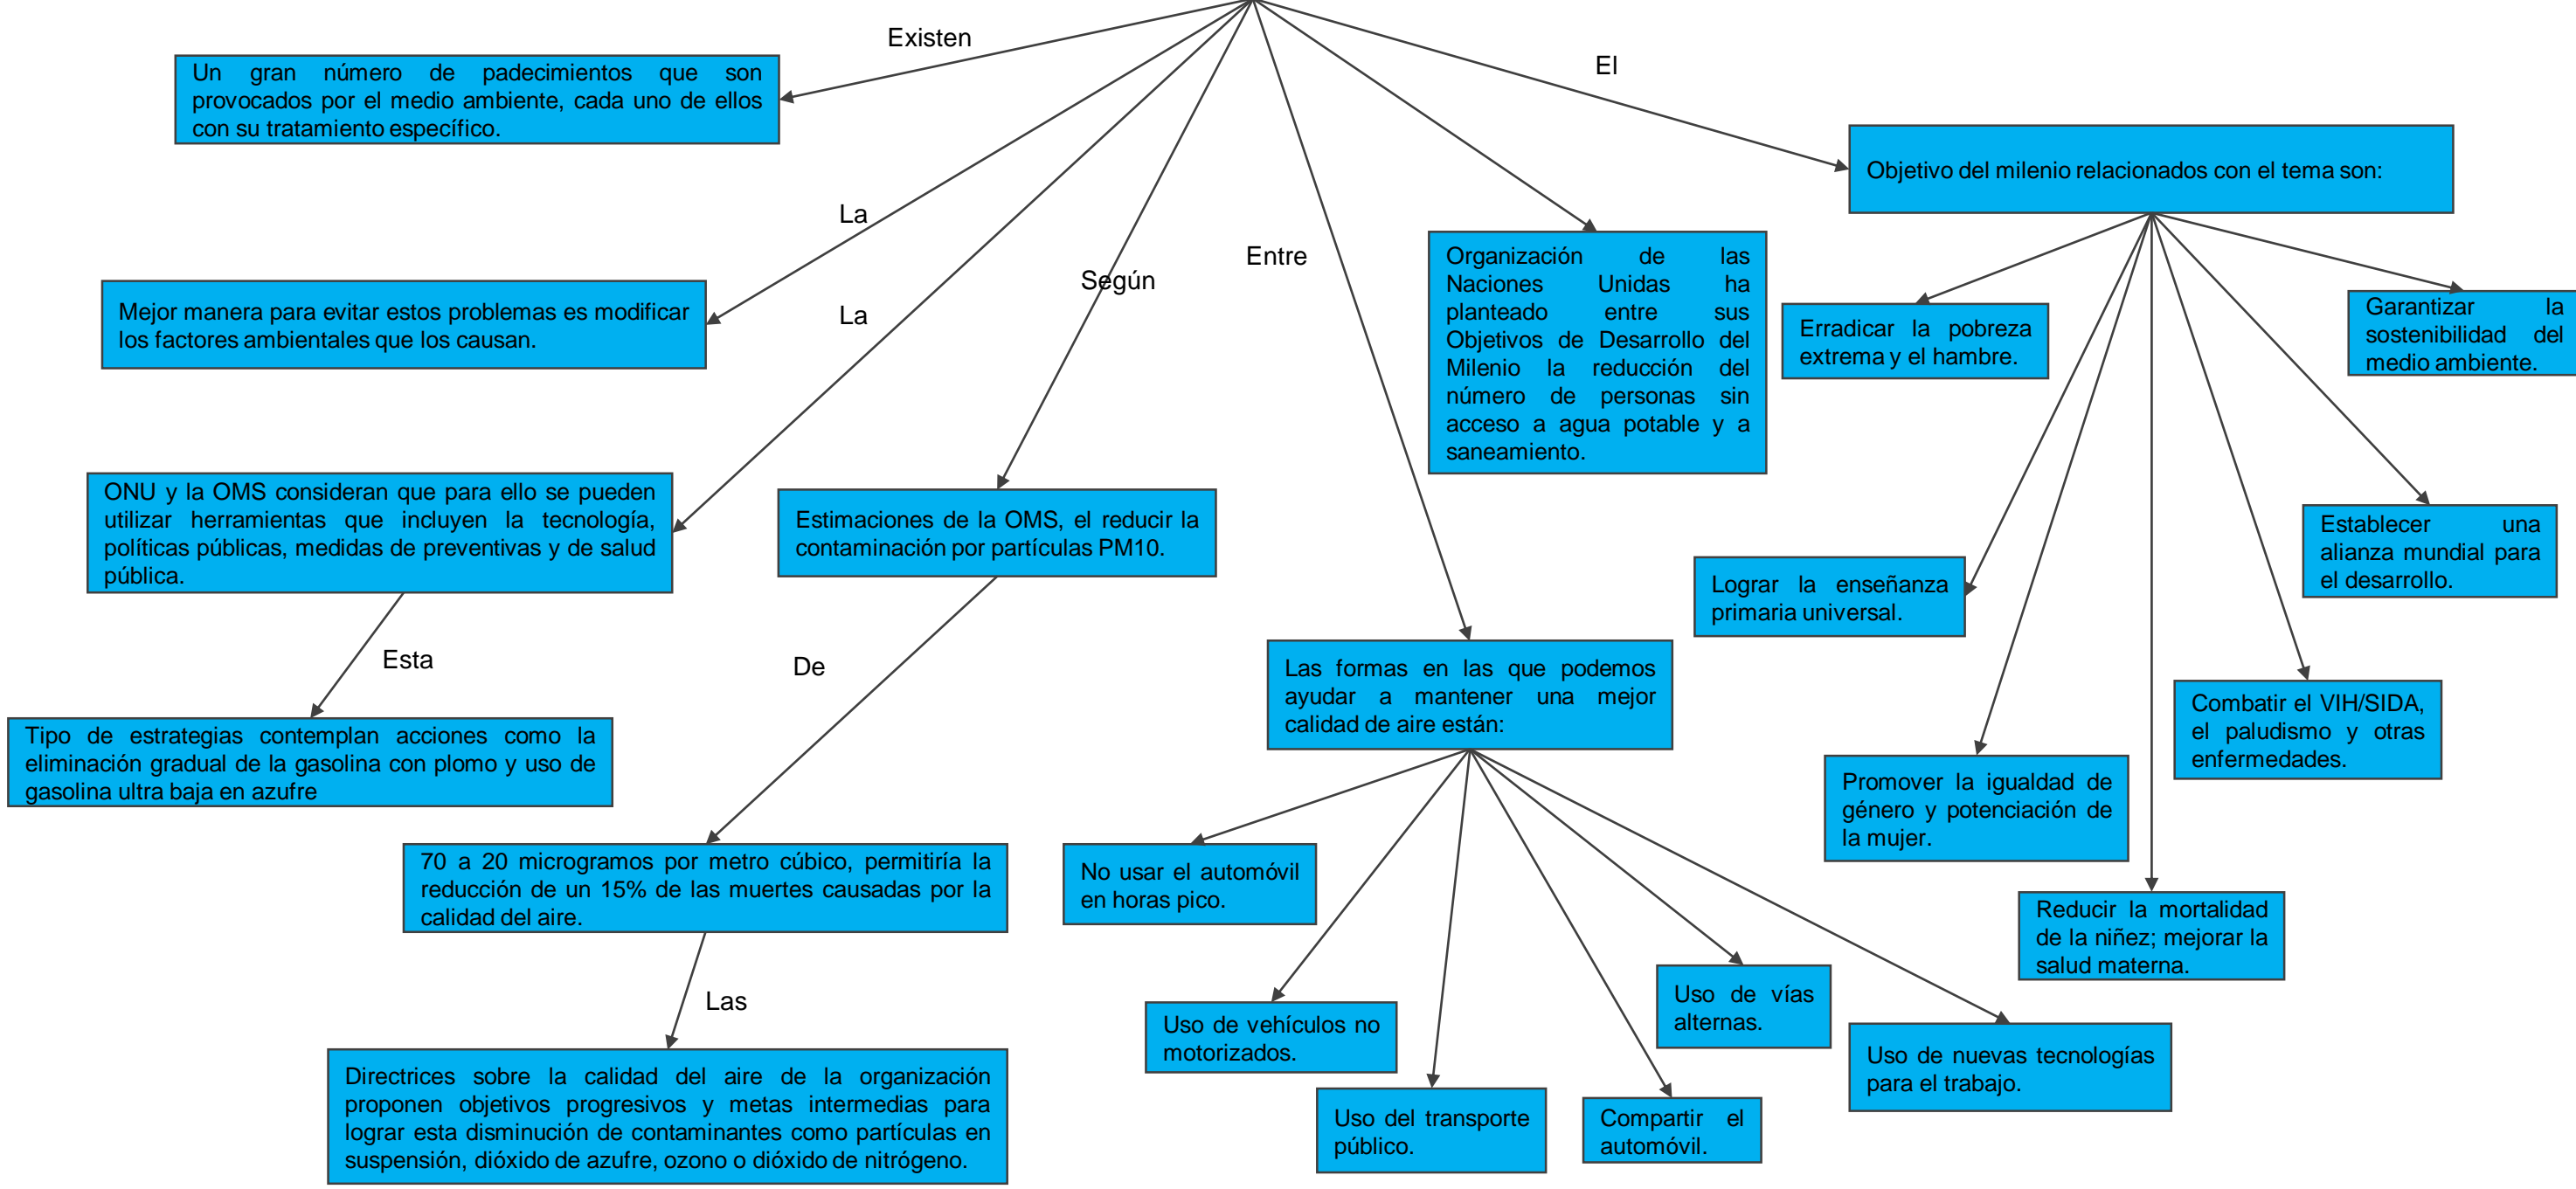 Existen
Un gran número de padecimientos que son
provocados por el medio ambiente, cada uno de ellos
con su tratamiento específico.
La
Mejor manera para evitar estos problemas es modificar
los factores ambientales que los causan.
La
ONU y la OMS consideran que para ello se pueden
utilizar herramientas que incluyen la tecnología,
políticas públicas, medidas de preventivas y de salud
pública.
Esta
Tipo de estrategias contemplan acciones como la
eliminación gradual de la gasolina con plomo y uso de
gasolina ultra baja en azufre
Según
Estimaciones de la OMS, el reducir la
contaminación por partículas PM10.
De
70 a 20 microgramos por metro cúbico, permitiría la
reducción de un 15% de las muertes causadas por la
calidad del aire.
Las
Directrices sobre la calidad del aire de la organización
proponen objetivos progresivos y metas intermedias para
lograr esta disminución de contaminantes como partículas en
suspensión, dióxido de azufre, ozono o dióxido de nitrógeno.
Entre
Las formas en las que podemos
ayudar a mantener una mejor
calidad de aire están:
No usar el automóvil
en horas pico.
Uso de vehículos no
motorizados.
Uso del transporte
público.
Compartir el
automóvil.
Uso de vías
alternas.
Uso de nuevas tecnologías
para el trabajo.
Organización de las
Naciones Unidas ha
planteado entre sus
Objetivos de Desarrollo del
Milenio la reducción del
número de personas sin
acceso a agua potable y a
saneamiento.
El
Objetivo del milenio relacionados con el tema son:
Erradicar la pobreza
extrema y el hambre.
Lograr la enseñanza
primaria universal.
Promover la igualdad de
género y potenciación de
la mujer.
Reducir la mortalidad
de la niñez; mejorar la
salud materna.
Combatir el VIH/SIDA,
el paludismo y otras
enfermedades.
Establecer una
alianza mundial para
el desarrollo.
Garantizar la
sostenibilidad del
medio ambiente.